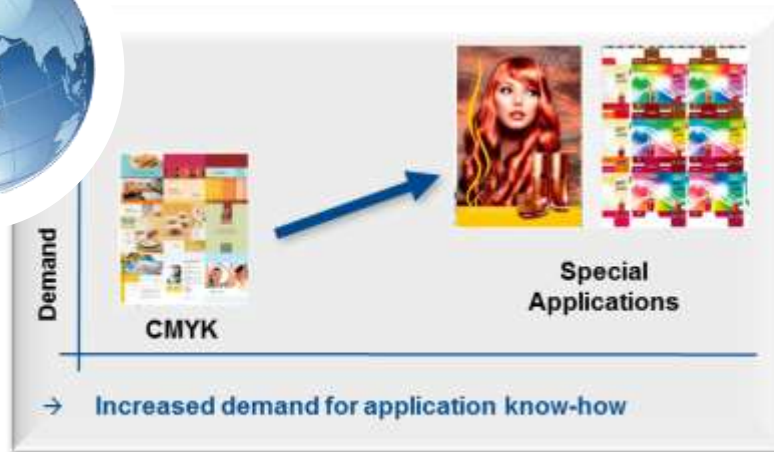 Demand
CMYK
Special
Applications
→ Increased demand for application know-how